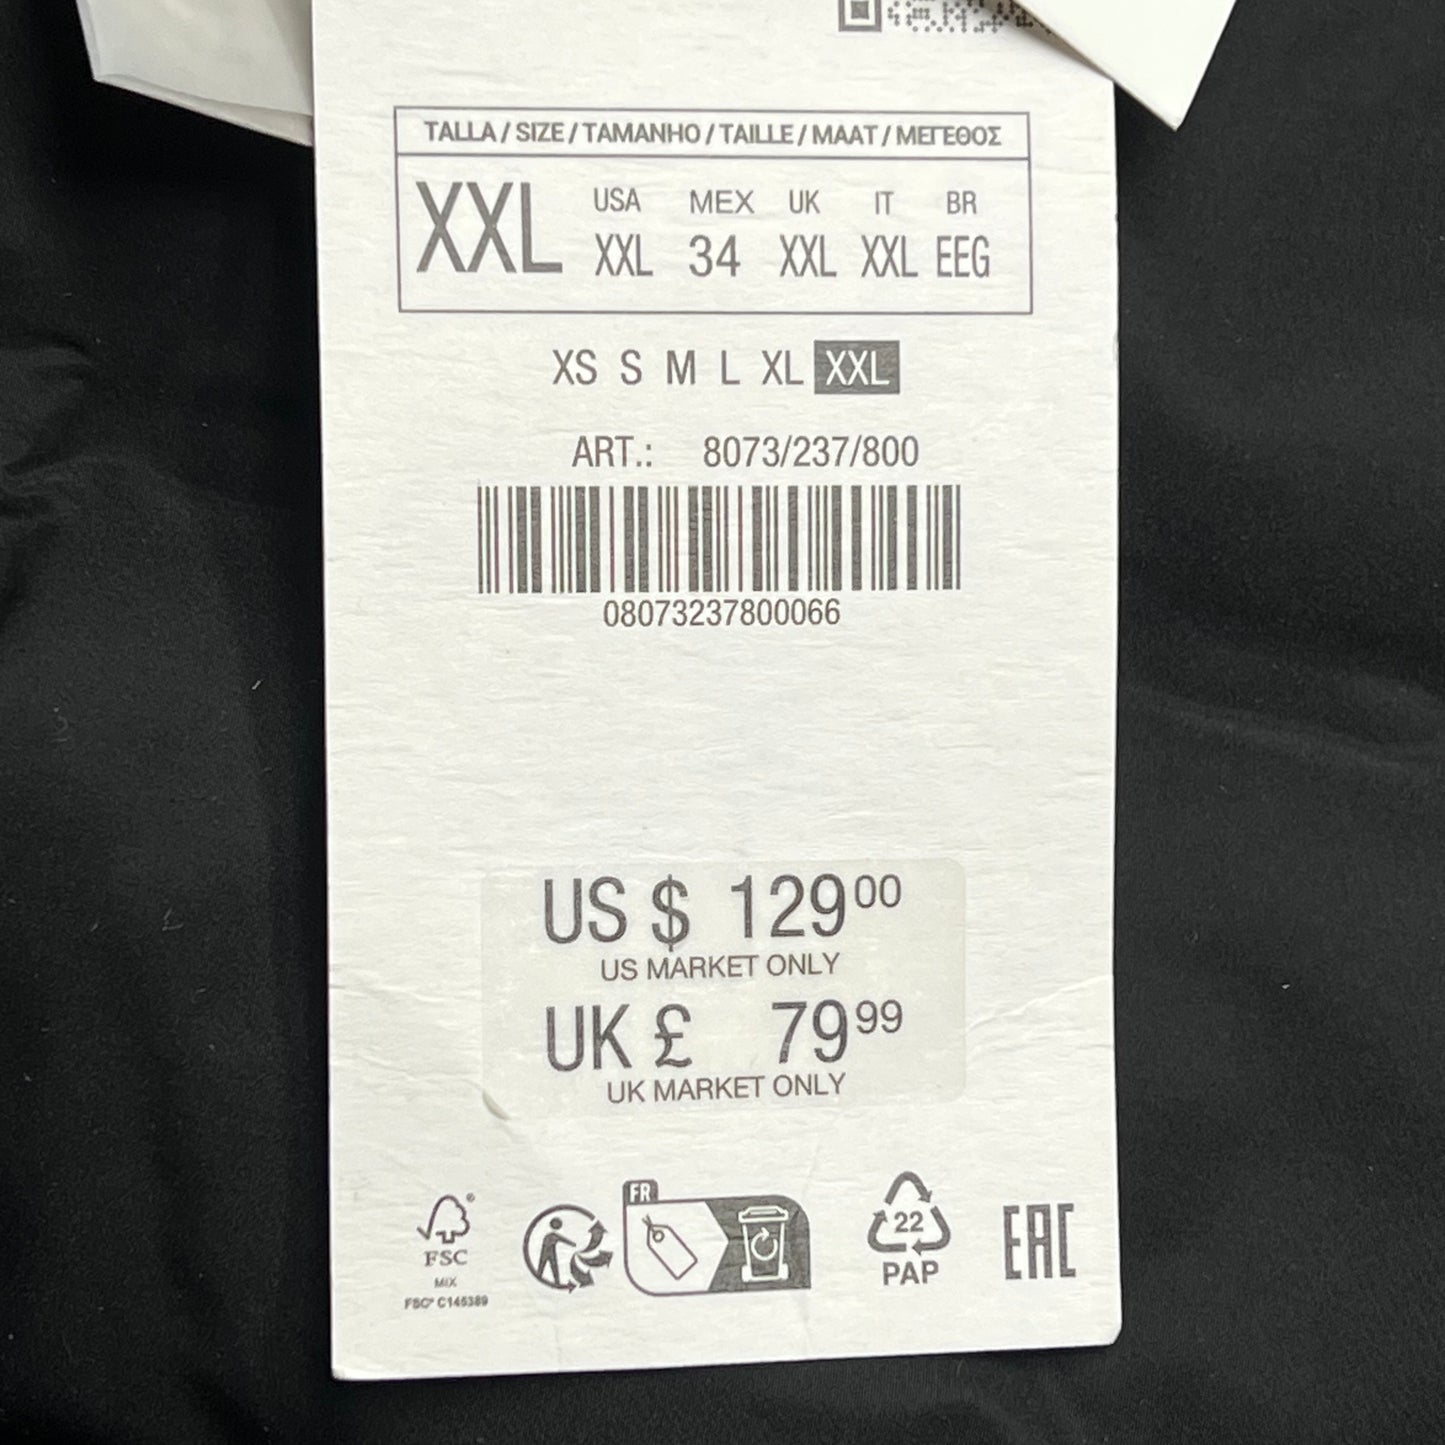 TALLA / SIZE / TAMANHO / TAILLE / MAAT / ΜΕΓΕΘΟΣ
XXL
USA MEX UK IT BR
XXL 34 XXL XXL EEG
XS S M L XL XXL
ART.: 8073/237/800
08073237800066
US $ 129 00
US MARKET ONLY
UK £ 79 99
UK MARKET ONLY
FR
22
PAP
EAC
FSC
MIX
FSC® C145389